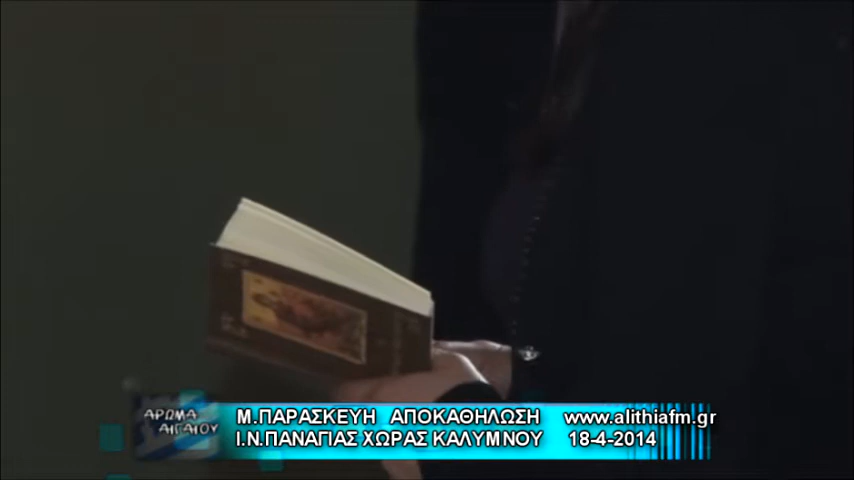 ΑΡΩΜΑ
ΑΙΓΑΙΟΥ
Μ.ΠΑΡΑΣΚΕΥΗ ΑΠΟΚΑΘΗΛΩΣΗ www.alithiafm.gr
Ι.Ν.ΠΑΝΑΓΙΑΣ ΧΩΡΑΣ ΚΑΛΥΜΝΟΥ 18-4-2014